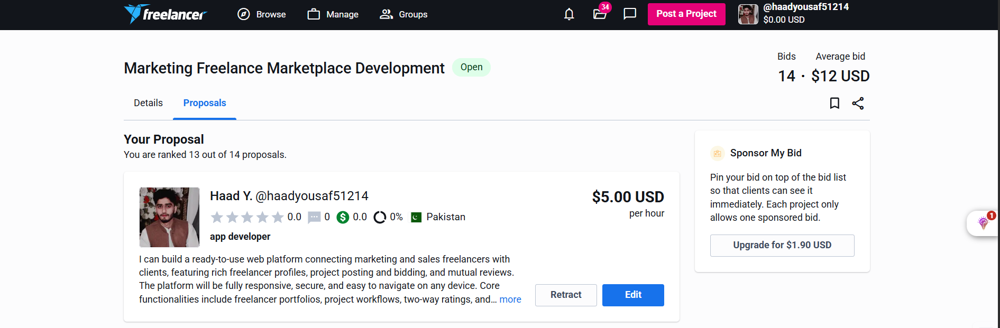 freelancer
Browse
Manage
Groups
34
Post a Project
@haadyousaf51214
$0.00 USD
Marketing Freelance Marketplace Development
Open
Bids
Average bid
14 · $12 USD
Details
Proposals
Your Proposal
You are ranked 13 out of 14 proposals.
Haad Y. @haadyousaf51214
0.0 0 0.0 0% Pakistan
app developer
$5.00 USD
per hour
I can build a ready-to-use web platform connecting marketing and sales freelancers with
clients, featuring rich freelancer profiles, project posting and bidding, and mutual reviews.
The platform will be fully responsive, secure, and easy to navigate on any device. Core
functionalities include freelancer portfolios, project workflows, two-way ratings, and... more
Retract
Edit
Sponsor My Bid
Pin your bid on top of the bid list
so that clients can see it
immediately. Each project only
allows one sponsored bid.
Upgrade for $1.90 USD
1